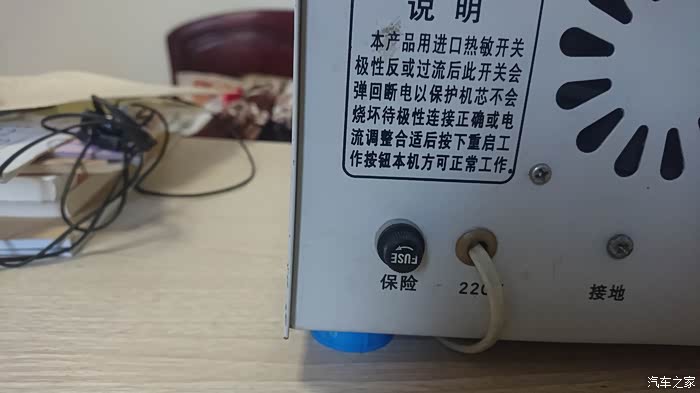 说明
本产品用进口热敏开关
极性反或过流后此开关会
弹回断电以保护机芯不会
烧坏待极性连接正确或电
流调整合适后按下重启工
作按钮本机方可正常工作。
FUSE
保险
接地
汽车之家